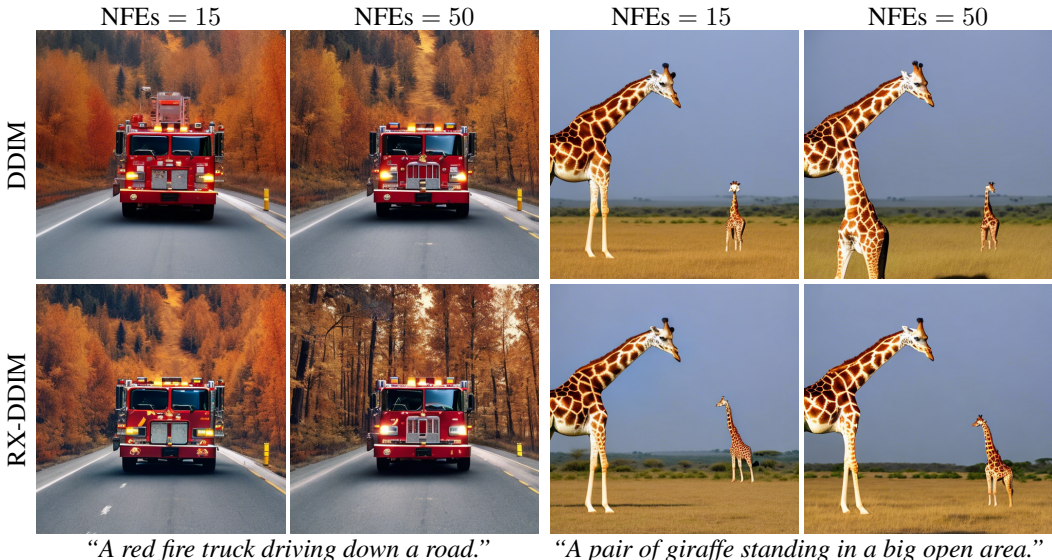 NFEs = 15 NFEs = 50 NFEs = 15 NFEs = 50
DDIM
RX-DDIM
“A red fire truck driving down a road.” “A pair of giraffe standing in a big open area.”